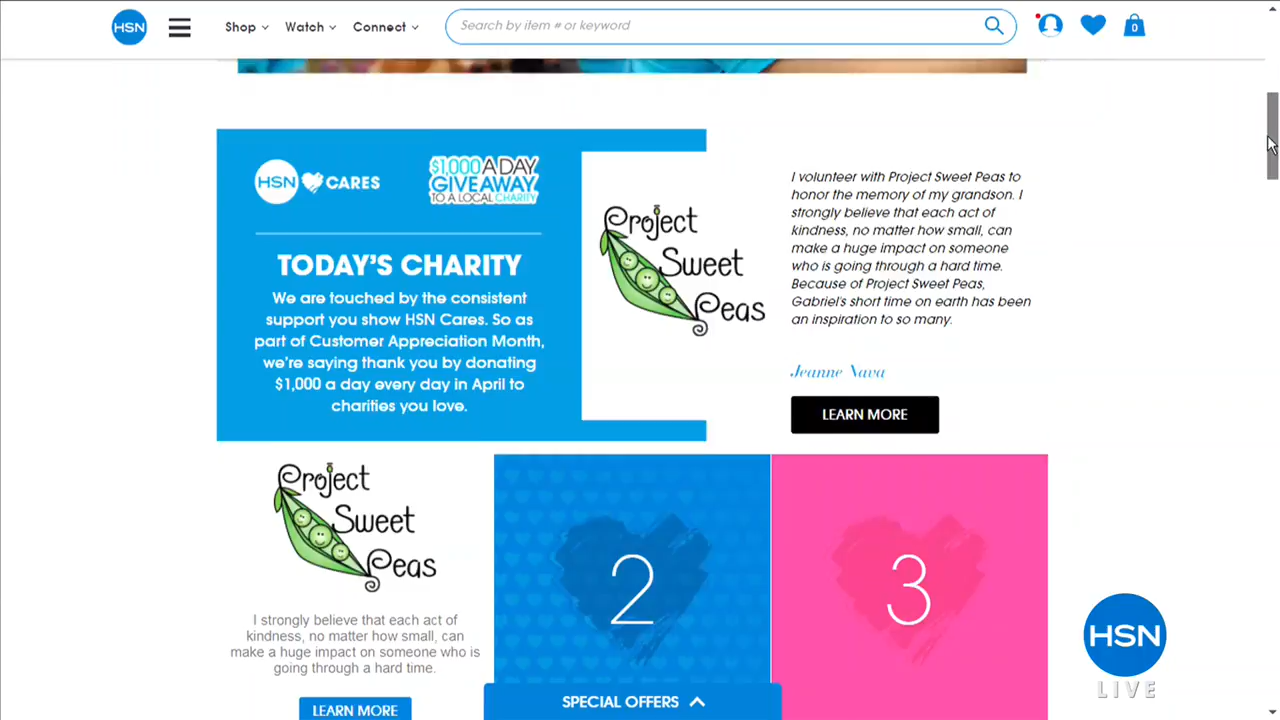 HSN
Shop
Watch
Connect
Search by item # or keyword
0
HSN CARES
$1,000 A DAY
GIVEAWAY
TO A LOCAL CHARITY
TODAY'S CHARITY
We are touched by the consistent
support you show HSN Cares. So as
part of Customer Appreciation Month,
we're saying thank you by donating
$1,000 a day every day in April to
charities you love.
Project
Sweet
Peas
I volunteer with Project Sweet Peas to
honor the memory of my grandson. I
strongly believe that each act of
kindness, no matter how small, can
make a huge impact on someone
who is going through a hard time.
Because of Project Sweet Peas,
Gabriel's short time on earth has been
an inspiration to so many.
Jeanne Nava
LEARN MORE
Project
Sweet
Peas
I strongly believe that each act of
kindness, no matter how small, can
make a huge impact on someone who is
going through a hard time.
LEARN MORE
2
3
SPECIAL OFFERS
HSN
LIVE